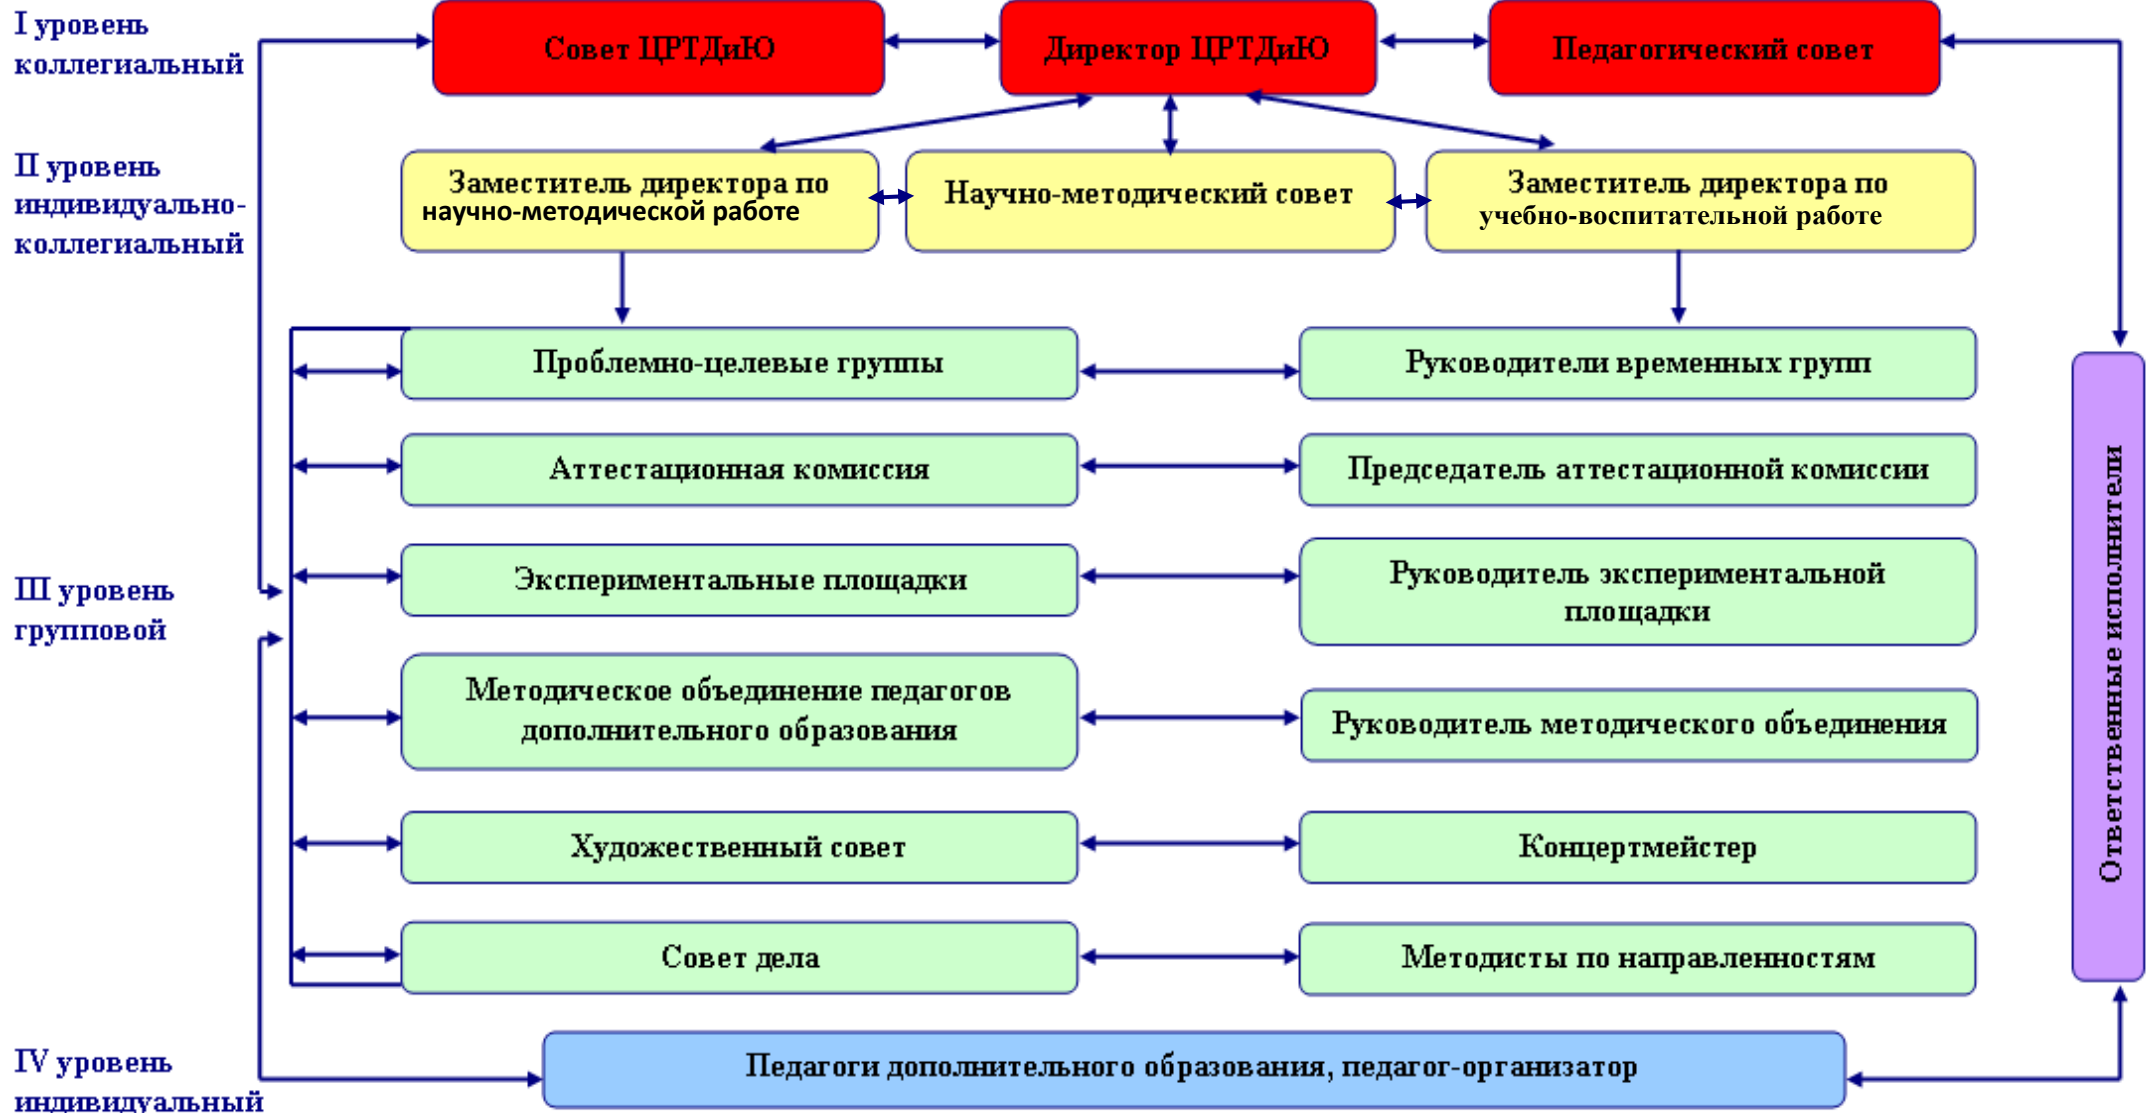 I уровень
коллегиальный
Совет ЦРТДиЮ
Директор ЦРТДиЮ
Педагогический совет
II уровень
индивидуально-
коллегиальный
Заместитель директора по
научно-методической работе
Научно-методический совет
Заместитель директора по
учебно-воспитательной работе
Проблемно-целевые группы
Руководители временных групп
Аттестационная комиссия
Председатель аттестационной комиссии
III уровень
групповой
Экспериментальные площадки
Руководитель экспериментальной
площадки
Методическое объединение педагогов
дополнительного образования
Руководитель методического объединения
Художественный совет
Концертмейстер
Совет дела
Методисты по направленностям
Ответственные исполнители
IV уровень
индивидуальный
Педагоги дополнительного образования, педагог-организатор